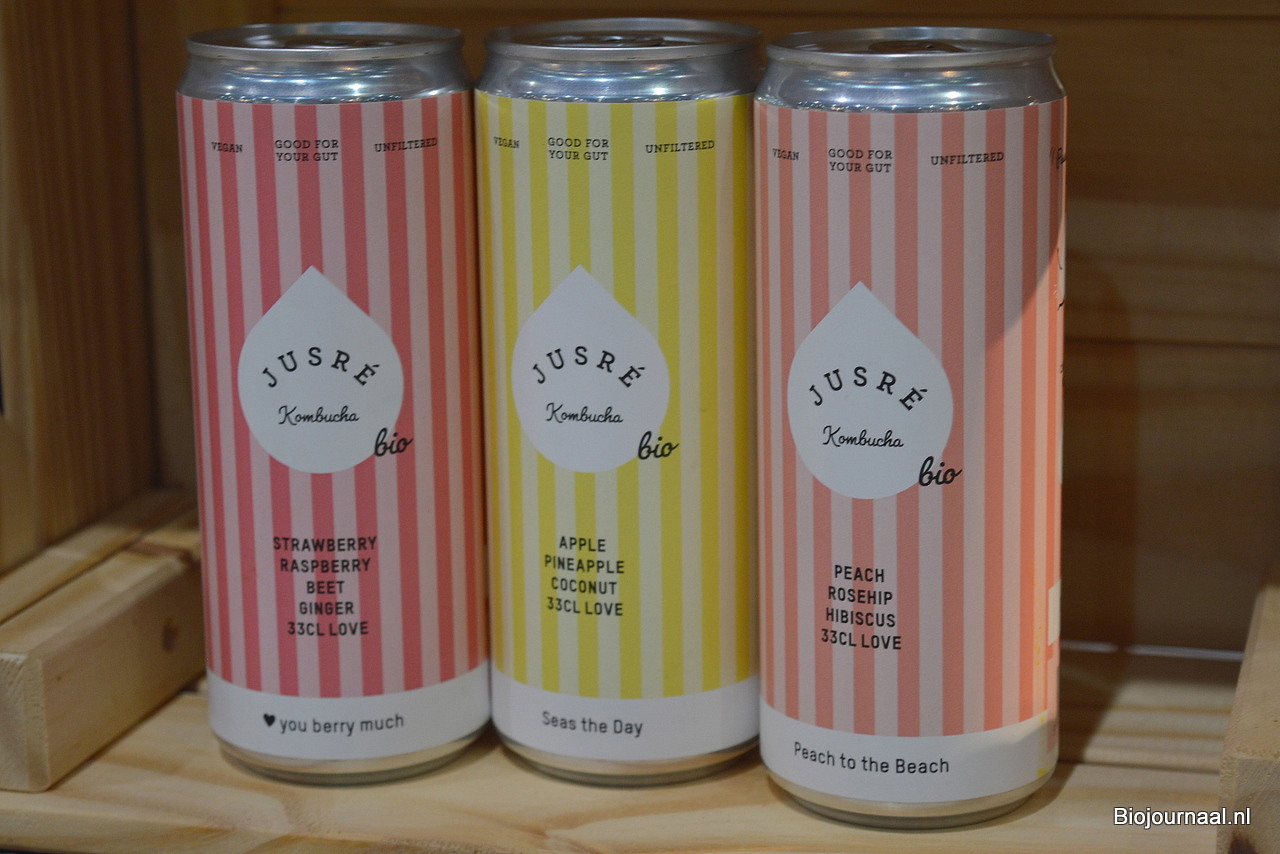 VEGAN
GOOD FOR
YOUR GUT
UNFILTERED
JUSRÉ
Kombucha
bio
STRAWBERRY
RASPBERRY
BEET
GINGER
33CL LOVE
♥ you berry much
VEGAN
GOOD FOR
YOUR GUT
UNFILTERED
JUSRÉ
Kombucha
bio
APPLE
PINEAPPLE
COCONUT
33CL LOVE
Seas the Day
VEGAN
GOOD FOR
YOUR GUT
UNFILTERED
JUSRÉ
Kombucha
bio
PEACH
ROSEHIP
HIBISCUS
33CL LOVE
Peach to the Beach
Biojournaal.nl